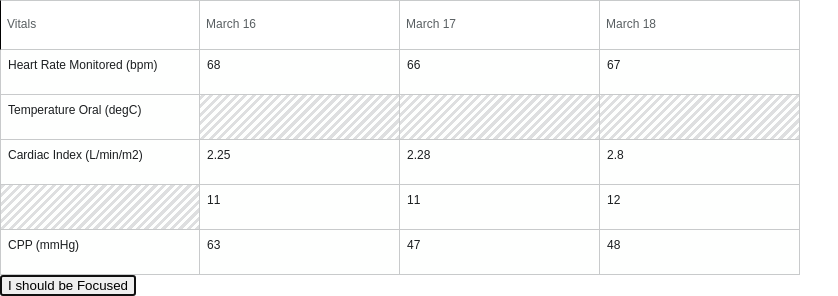 Vitals March 16 March 17 March 18
Heart Rate Monitored (bpm) 68 66 67
Temperature Oral (degC)
Cardiac Index (L/min/m2) 2.25 2.28 2.8
11 11 12
CPP (mmHg) 63 47 48
I should be Focused